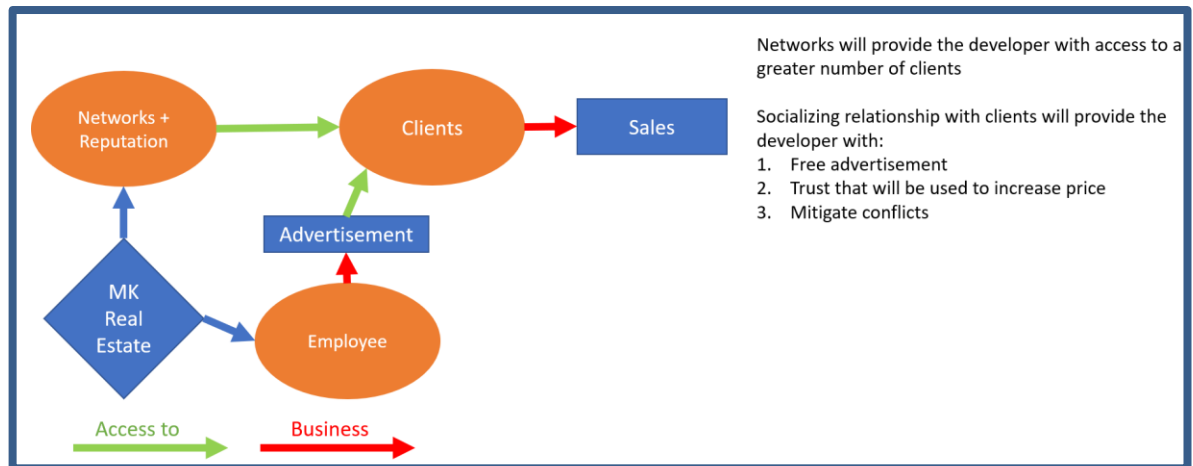 Networks will provide the developer with access to a
greater number of clients
Networks +
Reputation
Clients
Sales
Socializing relationship with clients will provide the
developer with:
1. Free advertisement
2. Trust that will be used to increase price
3. Mitigate conflicts
Advertisement
MK
Real
Estate
Employee
Access to
Business